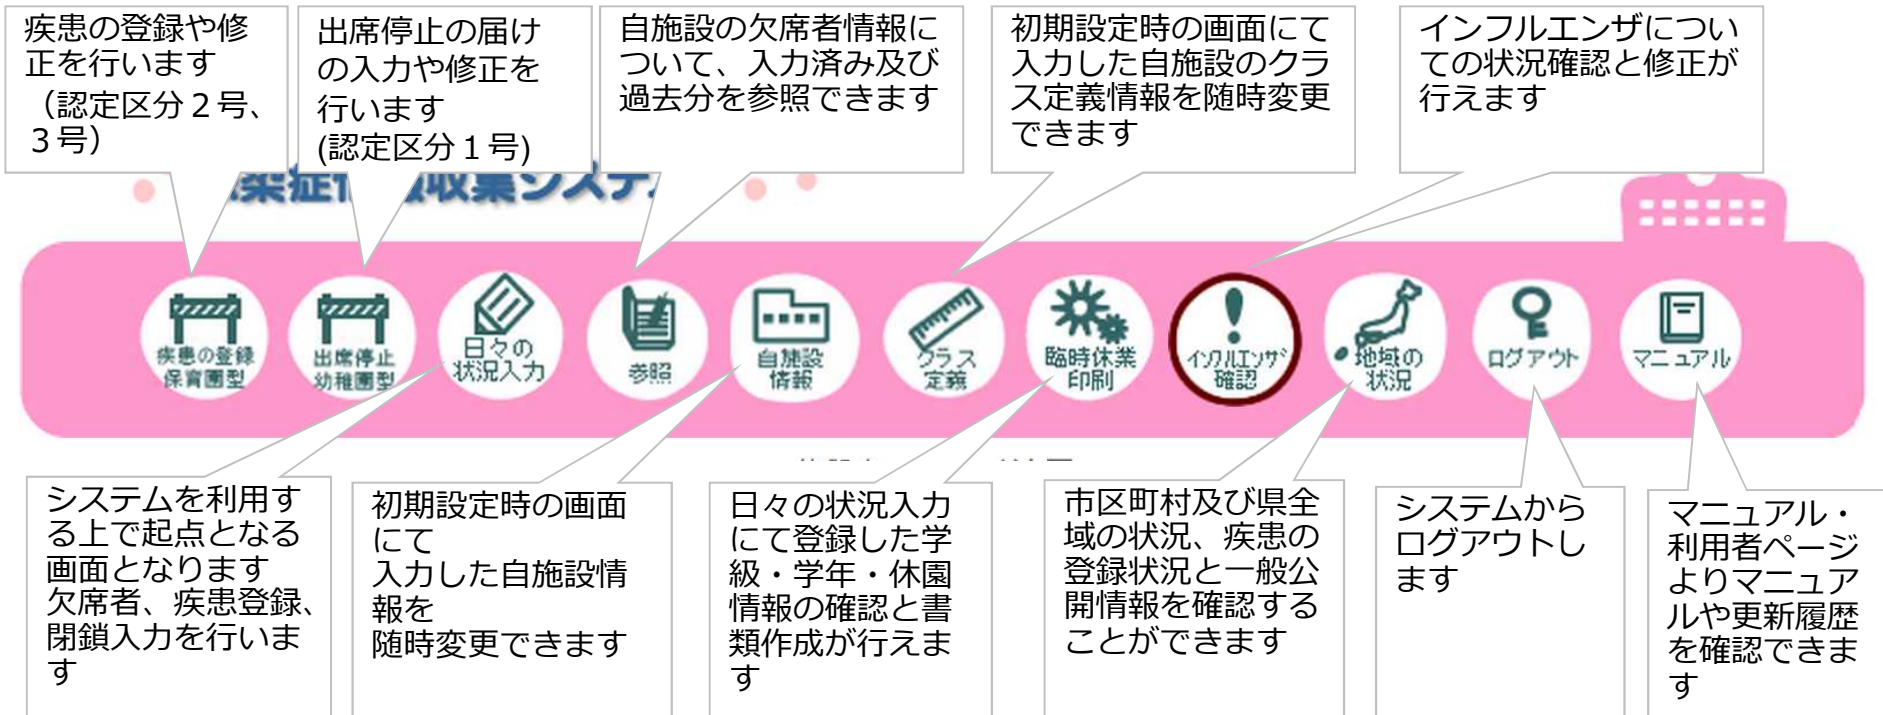 疾患の登録や修
正を行います
（認定区分２号、
３号）
出席停止の届け
の入力や修正を
行います
(認定区分１号)
自施設の欠席者情報に
ついて、入力済み及び
過去分を参照できます
初期設定時の画面にて
入力した自施設のクラ
ス定義情報を随時変更
できます
インフルエンザについ
ての状況確認と修正が
行えます
疾患の登録
保育園型
出席停止
幼稚園型
日々の
状況入力
参照
自施設
情報
クラス
定義
臨時休業
印刷
インフルエンザ
確認
地域の
状況
ログアウト
マニュアル
システムを利用す
る上で起点となる
画面となります
欠席者、疾患登録、
閉鎖入力を行いま
す
初期設定時の画面
にて
入力した自施設情
報を
随時変更できます
日々の状況入力
にて登録した学
級・学年・休園
情報の確認と書
類作成が行えま
す
市区町村及び県全
域の状況、疾患の
登録状況と一般公
開情報を確認する
ことができます
システムから
ログアウトし
ます
マニュアル・
利用者ページ
よりマニュア
ルや更新履歴
を確認できま
す